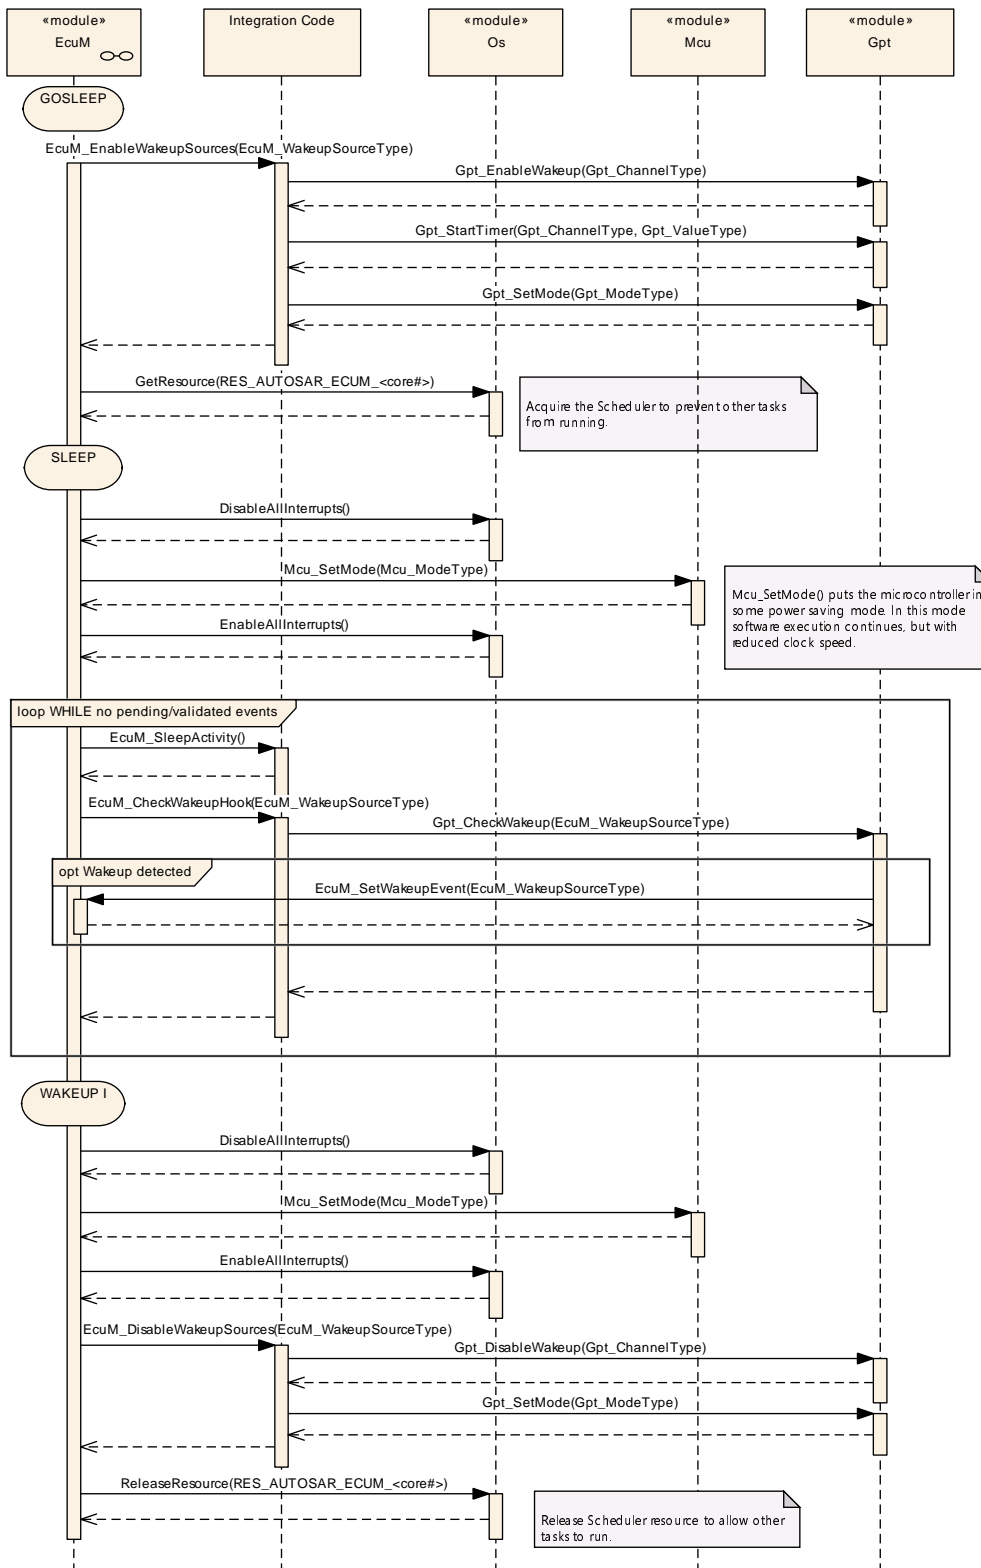 «module»
EcuM
Integration Code
«module»
Os
«module»
Mcu
«module»
Gpt
GOSLEEP
EcuM_EnableWakeupSources(EcuM_WakeupSourceType)
Gpt_EnableWakeup(Gpt_ChannelType)
Gpt_StartTimer(Gpt_ChannelType, Gpt_ValueType)
Gpt_SetMode(Gpt_ModeType)
GetResource(RES_AUTOSAR_ECUM_<core#>)
Acquire the Scheduler to prevent other tasks
from running.
SLEEP
DisableAllInterrupts()
Mcu_SetMode(Mcu_ModeType)
Mcu_SetMode() puts the microcontroller in
some power saving mode. In this mode
software execution continues, but with
reduced clock speed.
EnableAllInterrupts()
loop WHILE no pending/validated events
EcuM_SleepActivity()
EcuM_CheckWakeupHook(EcuM_WakeupSourceType)
Gpt_CheckWakeup(EcuM_WakeupSourceType)
opt Wakeup detected
EcuM_SetWakeupEvent(EcuM_WakeupSourceType)
WAKEUP I
DisableAllInterrupts()
Mcu_SetMode(Mcu_ModeType)
EnableAllInterrupts()
EcuM_DisableWakeupSources(EcuM_WakeupSourceType)
Gpt_DisableWakeup(Gpt_ChannelType)
Gpt_SetMode(Gpt_ModeType)
ReleaseResource(RES_AUTOSAR_ECUM_<core#>)
Release Scheduler resource to allow other
tasks to run.